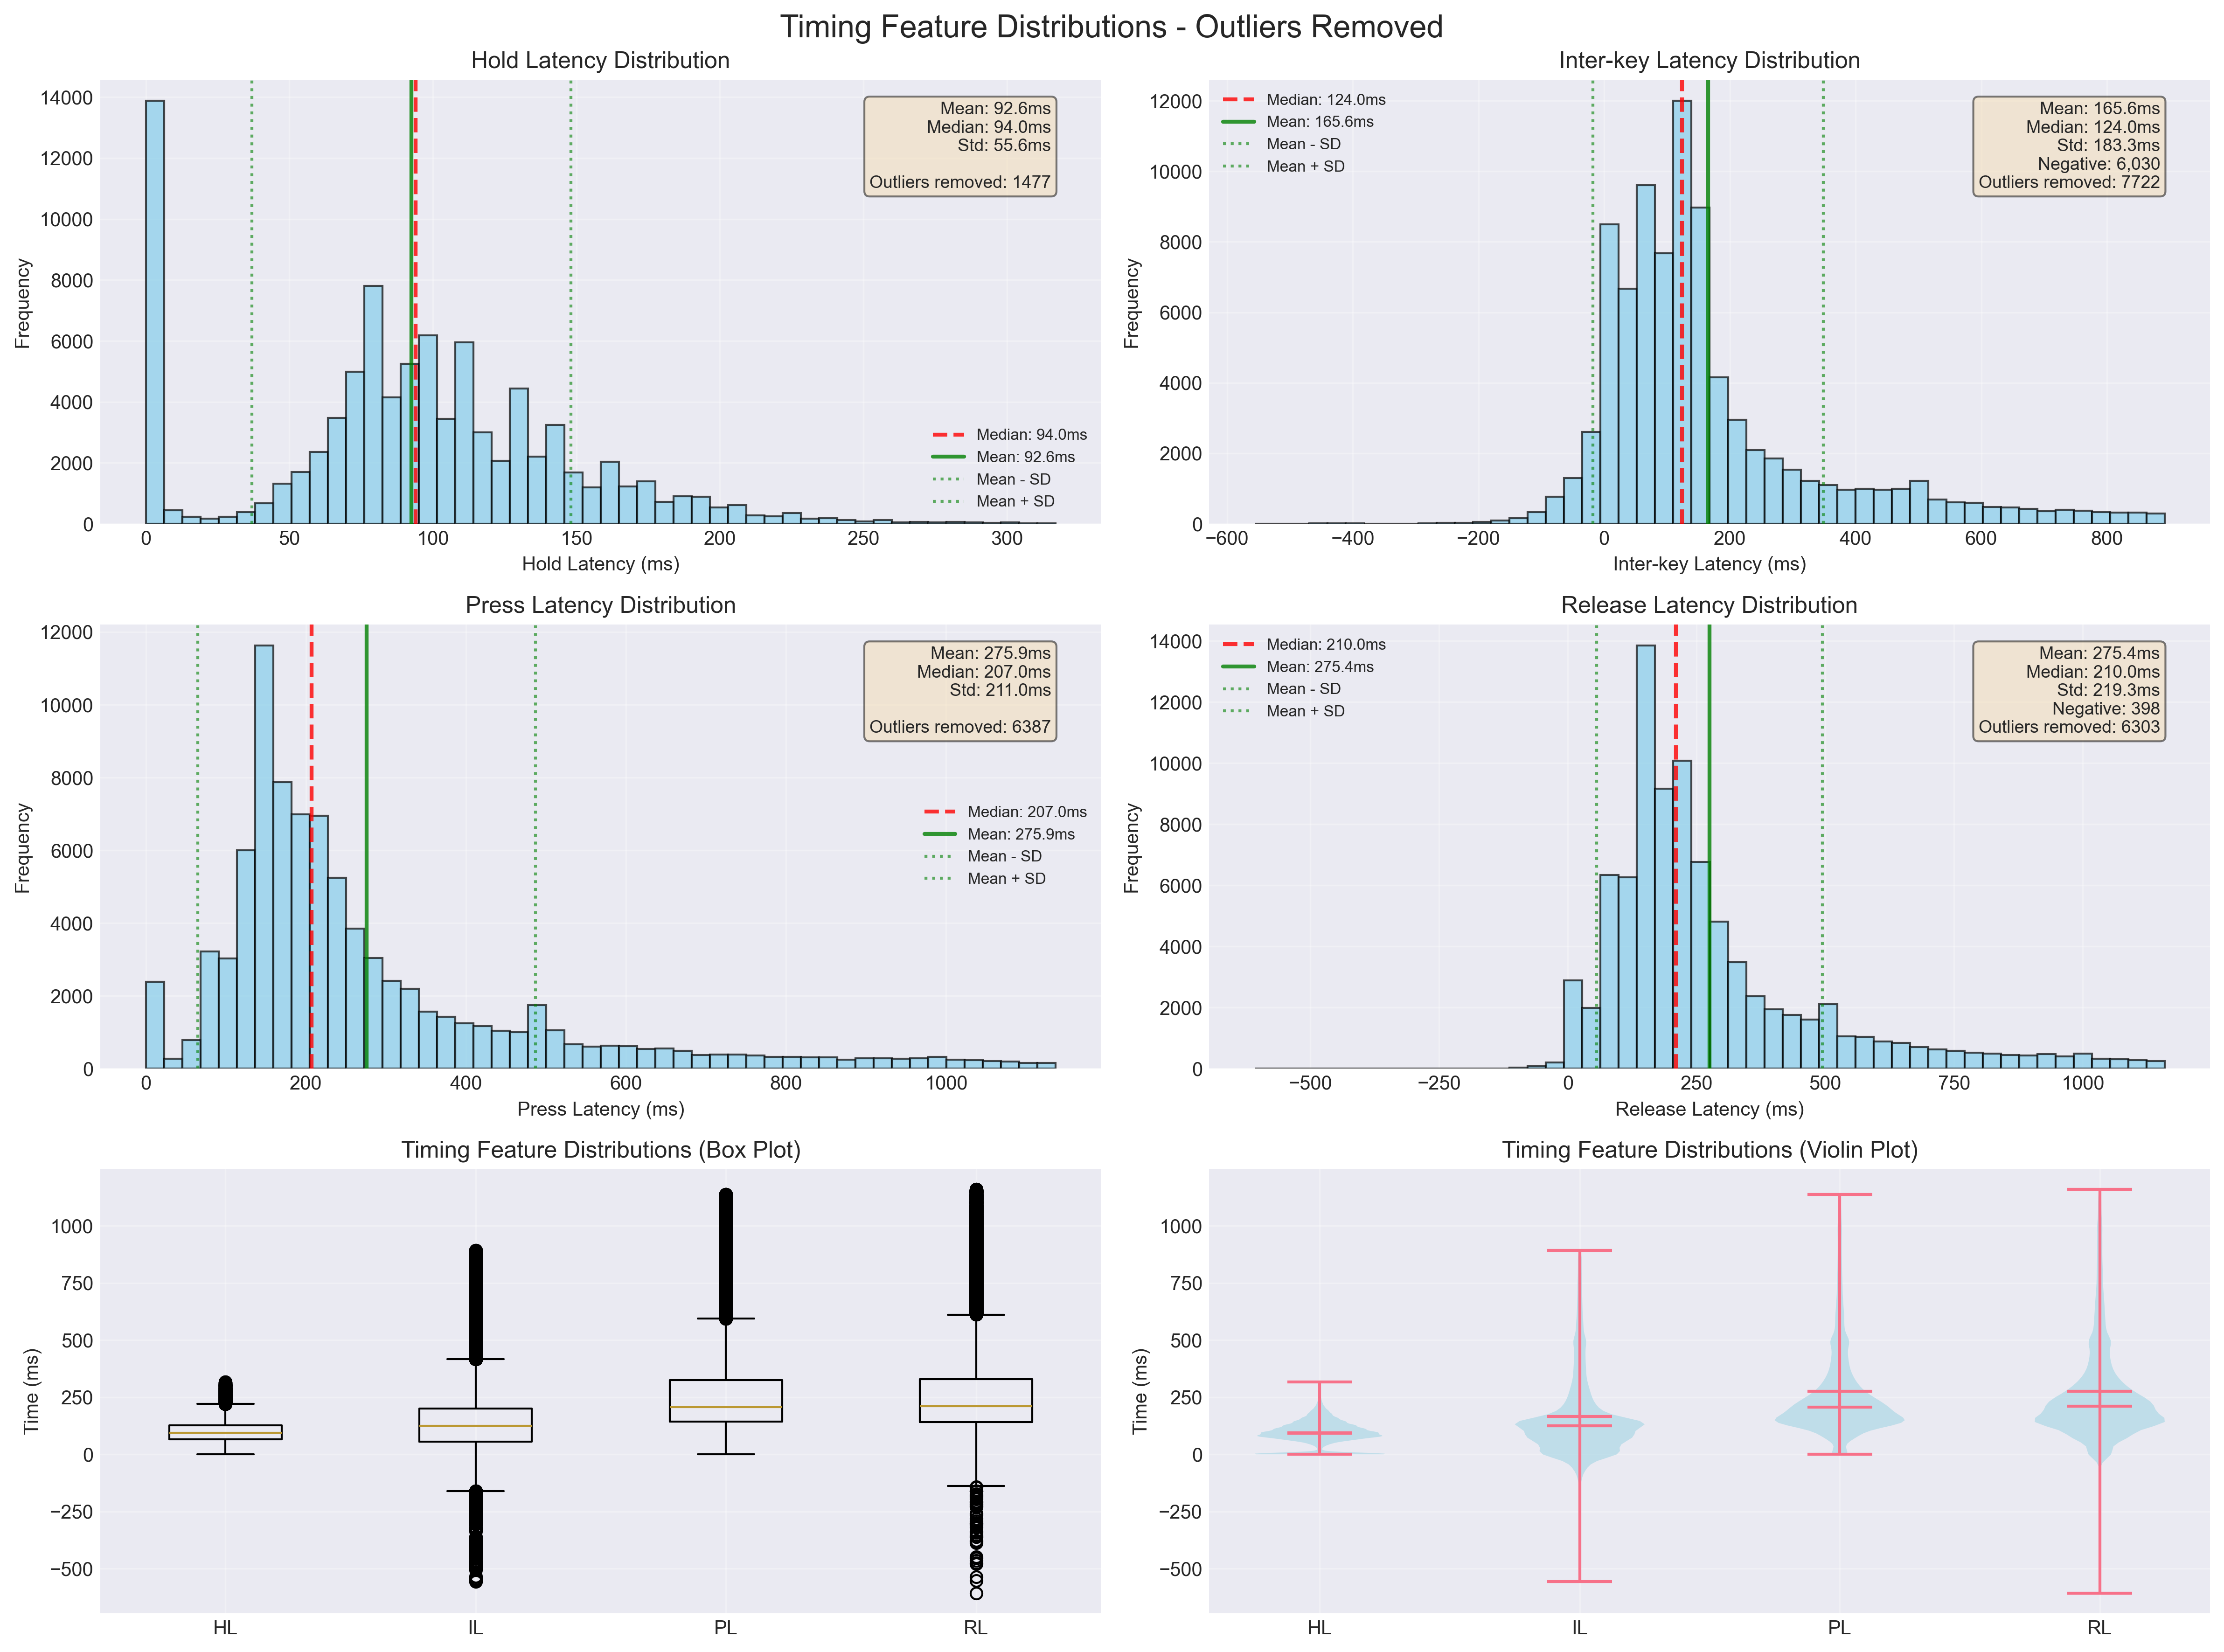 Timing Feature Distributions - Outliers Removed
Hold Latency Distribution
14000
12000
10000
8000
6000
4000
2000
0
Frequency
Mean: 92.6ms
Median: 94.0ms
Std: 55.6ms
Outliers removed: 1477
Median: 94.0ms
Mean: 92.6ms
Mean - SD
Mean + SD
0 50 100 150 200 250 300
Hold Latency (ms)
Inter-key Latency Distribution
12000
10000
8000
6000
4000
2000
0
Frequency
Median: 124.0ms
Mean: 165.6ms
Mean - SD
Mean + SD
Mean: 165.6ms
Median: 124.0ms
Std: 183.3ms
Negative: 6,030
Outliers removed: 7722
−600 −400 −200 0 200 400 600 800
Inter-key Latency (ms)
Press Latency Distribution
12000
10000
8000
6000
4000
2000
0
Frequency
Mean: 275.9ms
Median: 207.0ms
Std: 211.0ms
Outliers removed: 6387
Median: 207.0ms
Mean: 275.9ms
Mean - SD
Mean + SD
0 200 400 600 800 1000
Press Latency (ms)
Release Latency Distribution
14000
12000
10000
8000
6000
4000
2000
0
Frequency
Median: 210.0ms
Mean: 275.4ms
Mean - SD
Mean + SD
Mean: 275.4ms
Median: 210.0ms
Std: 219.3ms
Negative: 398
Outliers removed: 6303
−500 −250 0 250 500 750 1000
Release Latency (ms)
Timing Feature Distributions (Box Plot)
1000
750
500
250
0
−250
−500
Time (ms)
HL IL PL RL
Timing Feature Distributions (Violin Plot)
1000
750
500
250
0
−250
−500
Time (ms)
HL IL PL RL